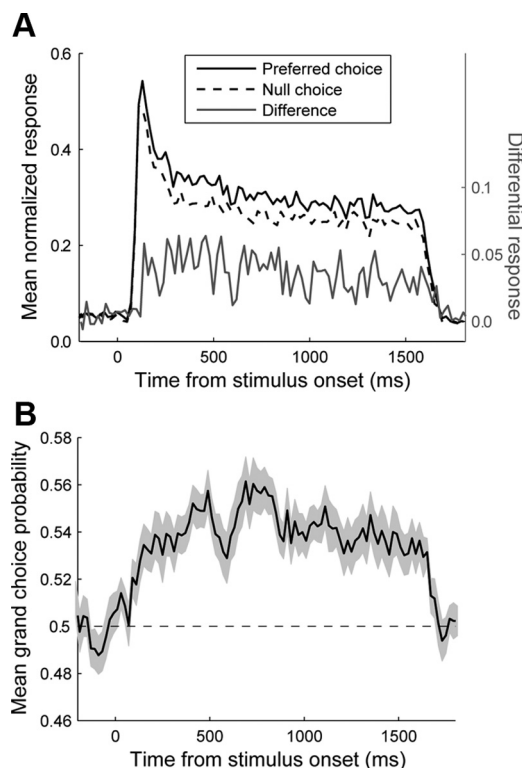 A
0.6
0.4
0.2
0.0
Mean normalized response
Preferred choice
Null choice
Difference
0.1
0.05
0.0
Differential response
0 500 1000 1500
Time from stimulus onset (ms)
B
0.58
0.56
0.54
0.52
0.5
0.48
0.46
Mean grand choice probability
0 500 1000 1500
Time from stimulus onset (ms)